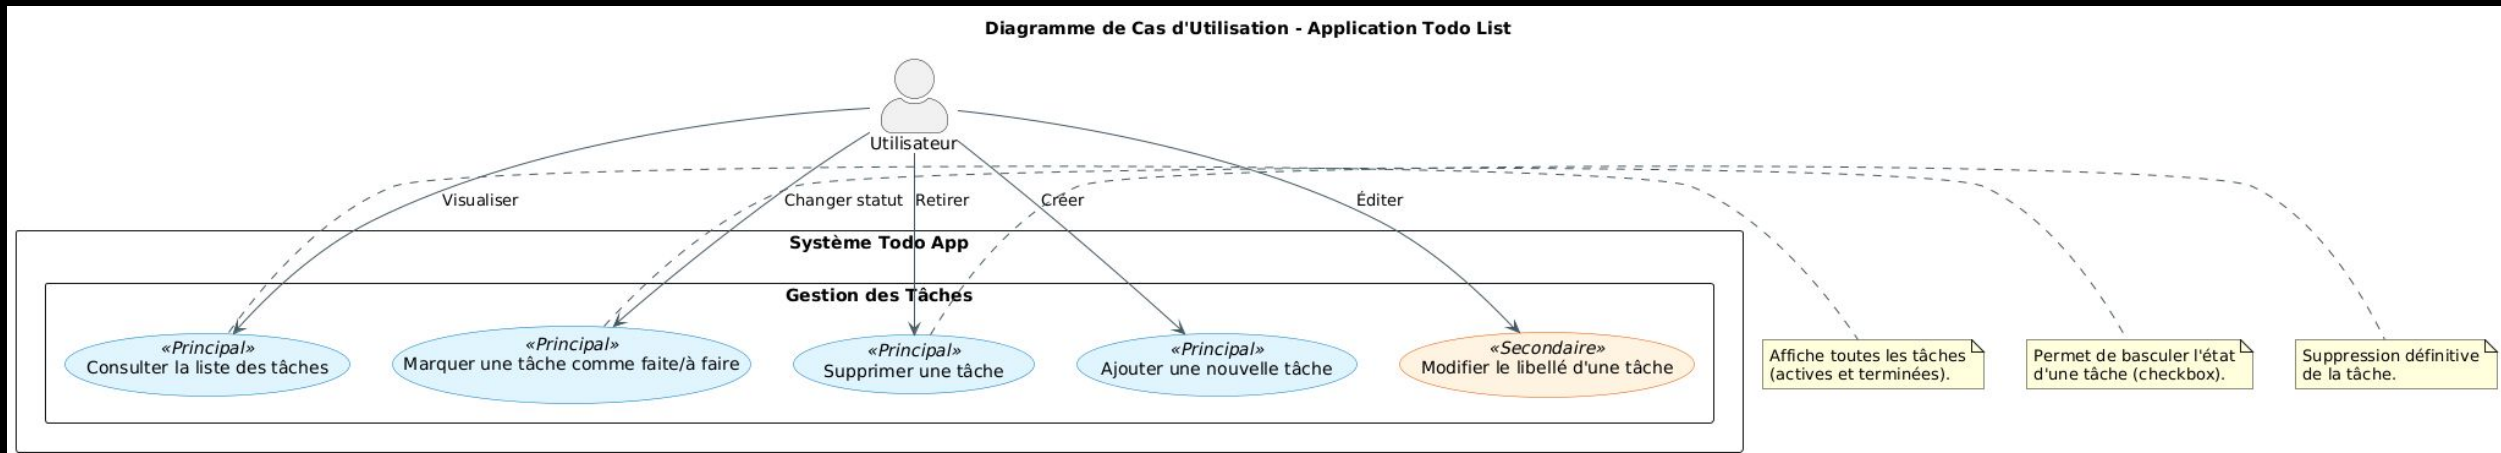 Diagramme de Cas d'Utilisation - Application Todo List
Utilisateur
Visualiser
Changer statut
Retirer
Créer
Éditer
Système Todo App
Gestion des Tâches
«Principal»
Consulter la liste des tâches
«Principal»
Marquer une tâche comme faite/à faire
«Principal»
Supprimer une tâche
«Principal»
Ajouter une nouvelle tâche
«Secondaire»
Modifier le libellé d'une tâche
Affiche toutes les tâches
(actives et terminées).
Permet de basculer l'état
d'une tâche (checkbox).
Suppression définitive
de la tâche.